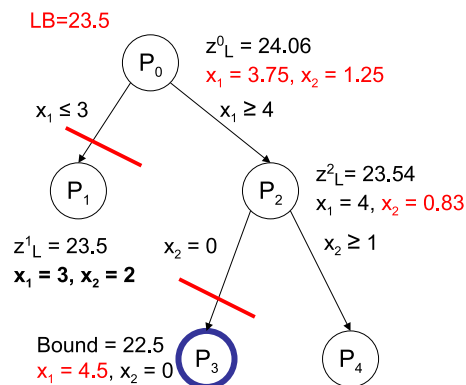 LB=23.5
z⁰L = 24.06
P₀
x₁ = 3.75, x₂ = 1.25
x₁ ≤ 3
x₁ ≥ 4
P₁
P₂
z²L = 23.54
x₁ = 4, x₂ = 0.83
z¹L = 23.5
x₂ = 0
x₂ ≥ 1
x₁ = 3, x₂ = 2
Bound = 22.5
x₁ = 4.5, x₂ = 0
P₃
P₄